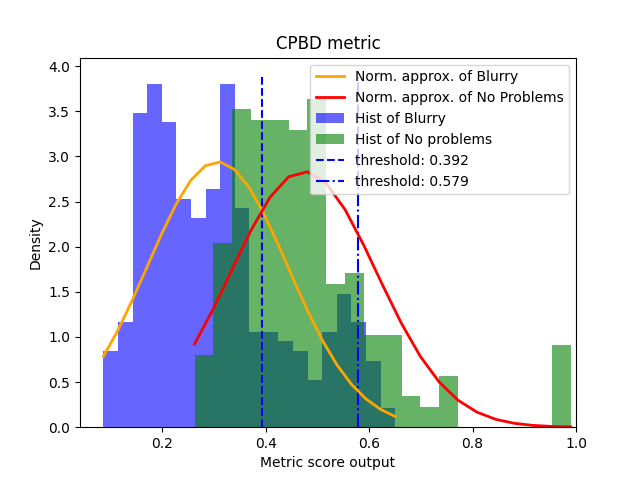 CPBD metric
Norm. approx. of Blurry
Norm. approx. of No Problems
Hist of Blurry
Hist of No problems
threshold: 0.392
threshold: 0.579
Density
4.0
3.5
3.0
2.5
2.0
1.5
1.0
0.5
0.0
0.2 0.4 0.6 0.8 1.0
Metric score output